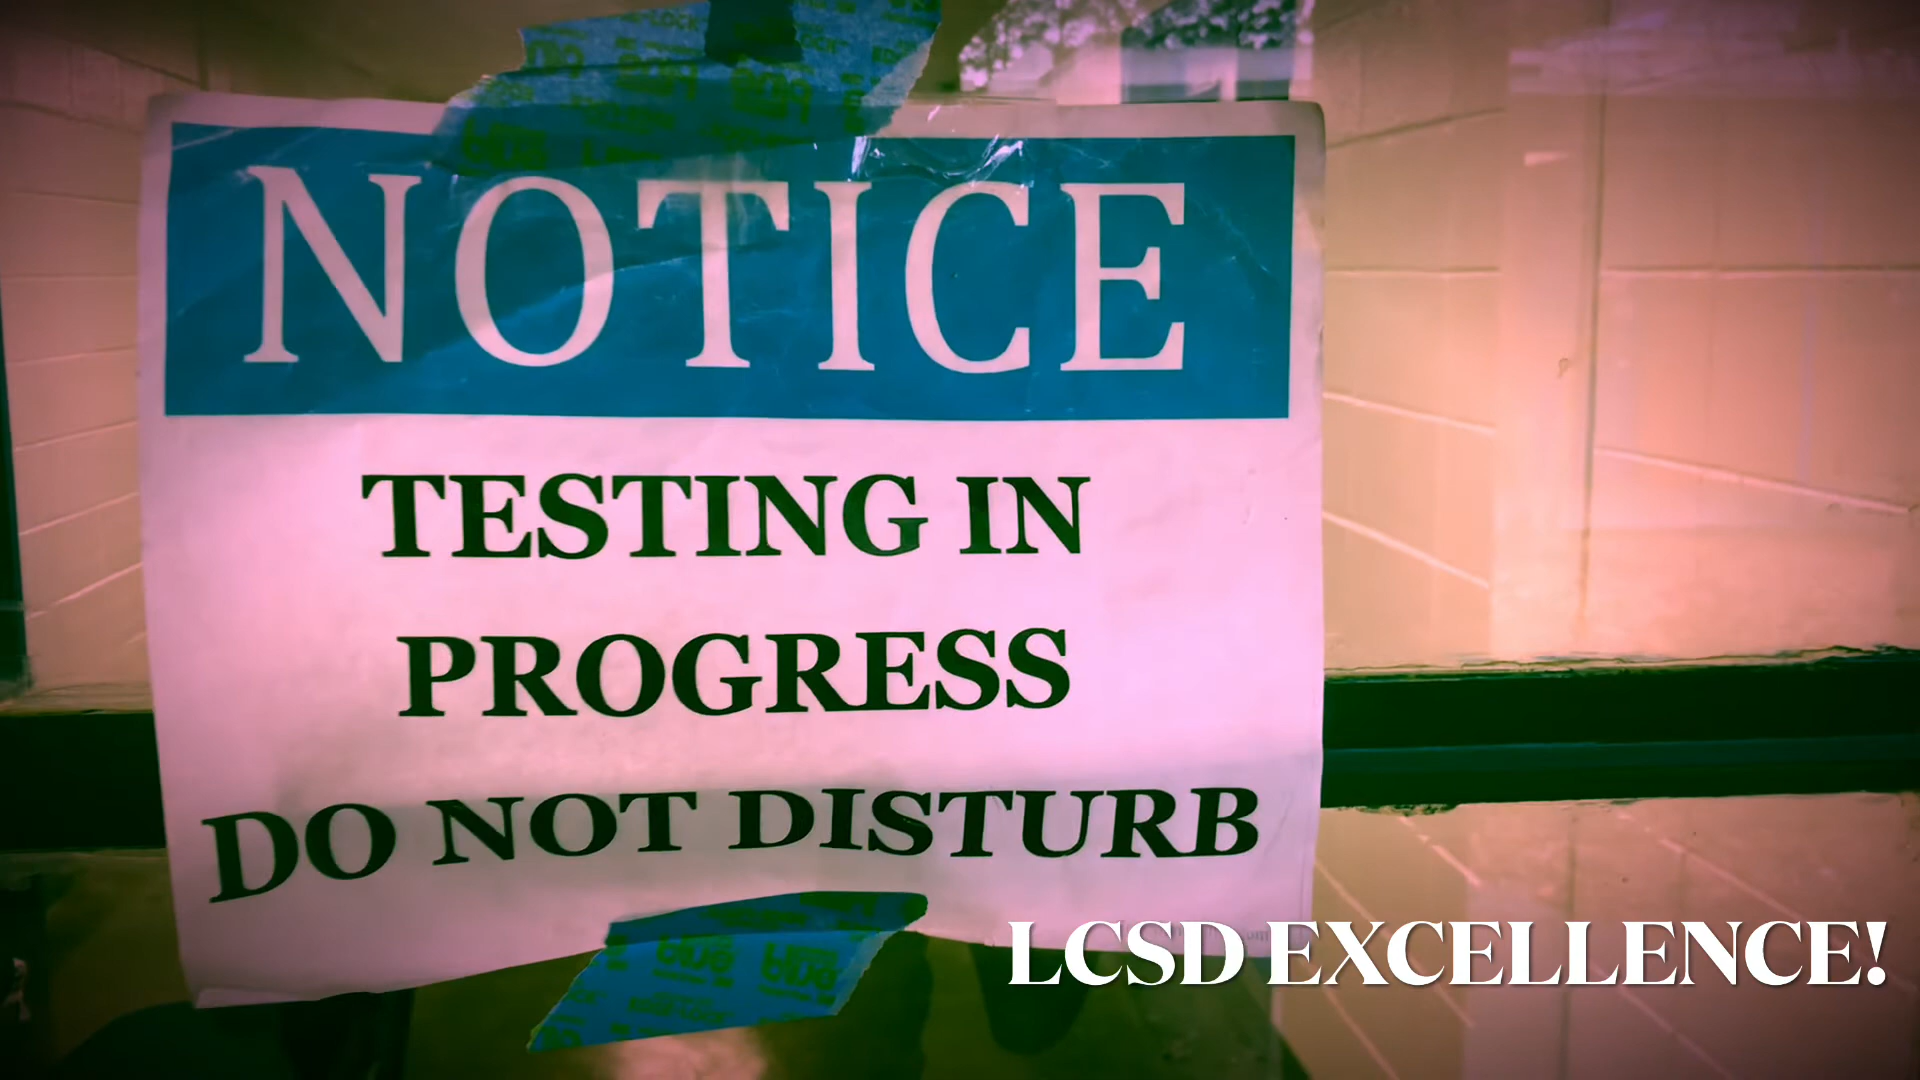 NOTICE
TESTING IN
PROGRESS
DO NOT DISTURB
LCSD EXCELLENCE!